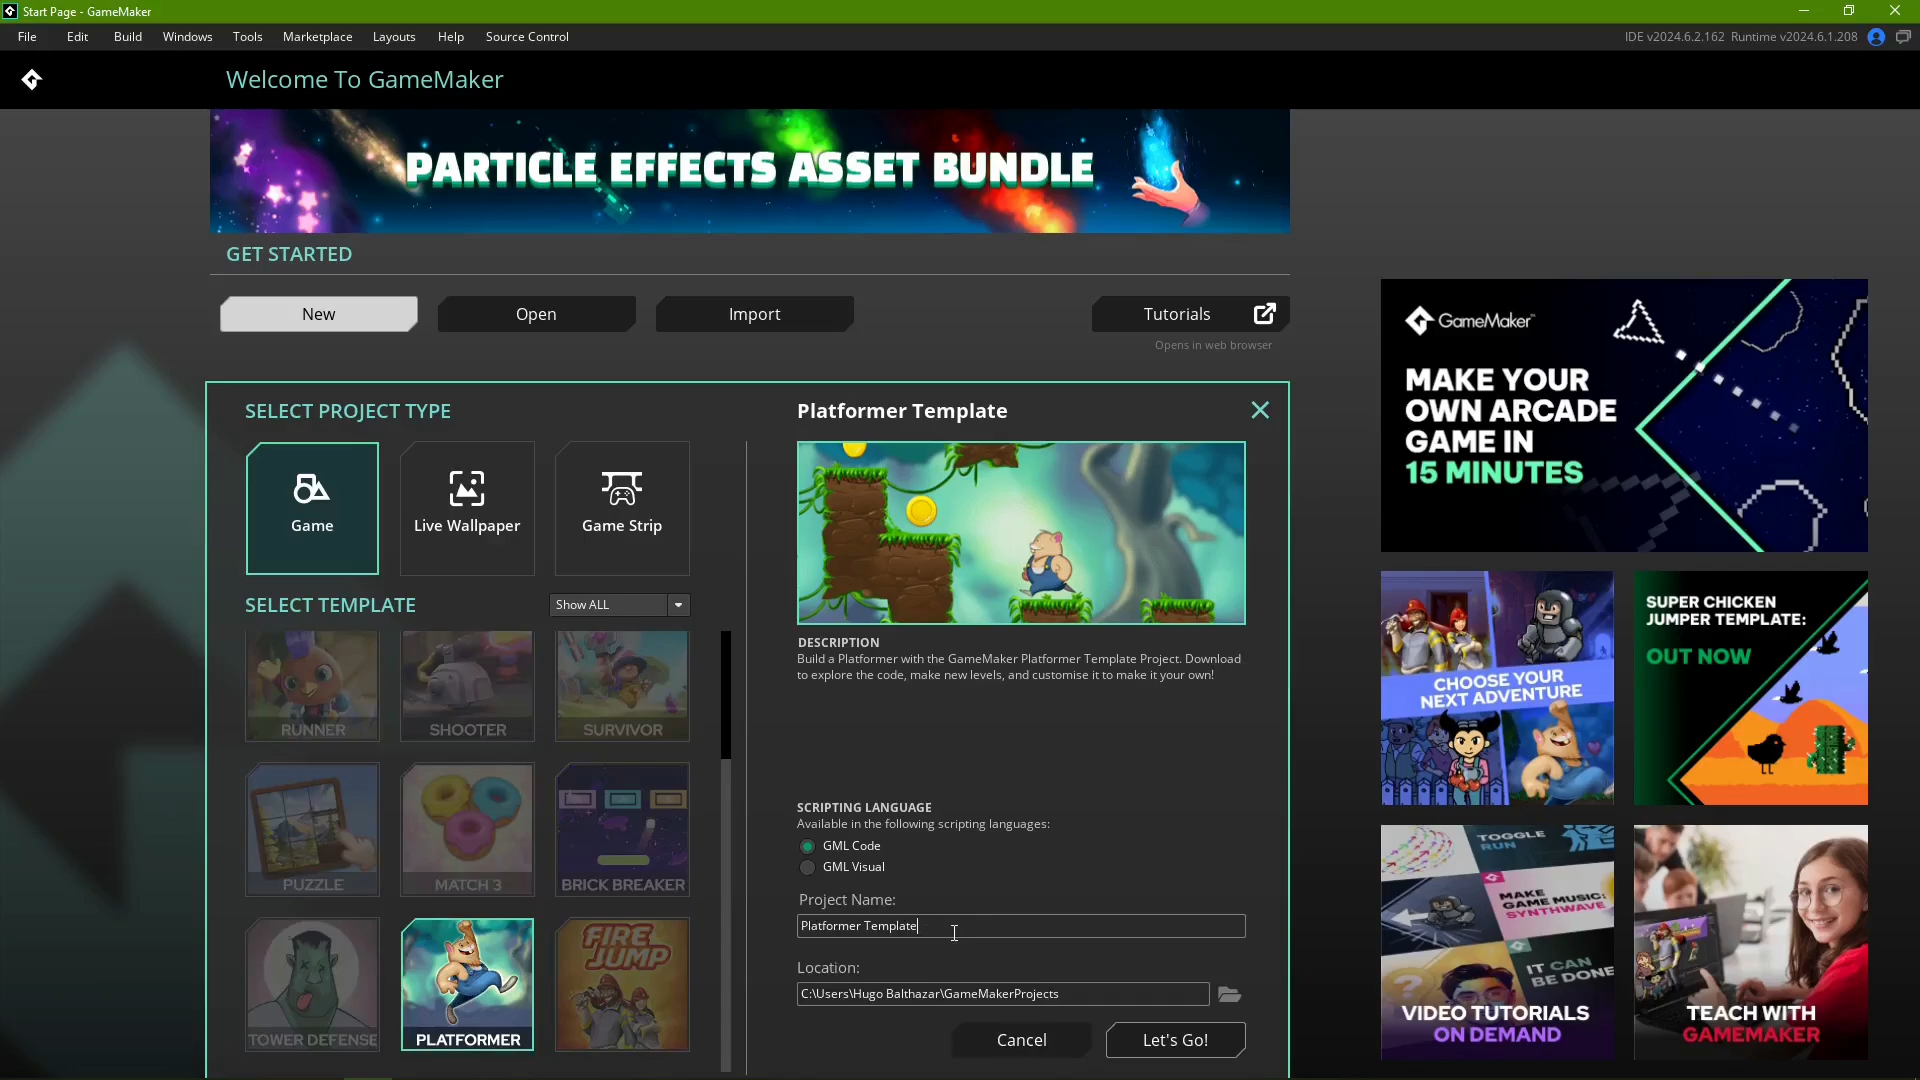 Start Page - GameMaker
File Edit Build Windows Tools Marketplace Layouts Help Source Control
IDE v2024.6.2.162 Runtime v2024.6.1.208
Welcome To GameMaker
PARTICLE EFFECTS ASSET BUNDLE
GET STARTED
New Open Import Tutorials
Opens in web browser
SELECT PROJECT TYPE
Game
Live Wallpaper
Game Strip
SELECT TEMPLATE
Show ALL
RUNNER
SHOOTER
SURVIVOR
PUZZLE
MATCH 3
BRICK BREAKER
TOWER DEFENSE
PLATFORMER
FIRE
JUMP
Platformer Template
DESCRIPTION
Build a Platformer with the GameMaker Platformer Template Project. Download
to explore the code, make new levels, and customise it to make it your own!
SCRIPTING LANGUAGE
Available in the following scripting languages:
GML Code
GML Visual
Project Name:
Platformer Template
Location:
C:\Users\Hugo Balthazar\GameMakerProjects
Cancel
Let's Go!
GameMaker™
MAKE YOUR
OWN ARCADE
GAME IN
15 MINUTES
CHOOSE YOUR
NEXT ADVENTURE
SUPER CHICKEN
JUMPER TEMPLATE:
OUT NOW
TOGGLE
RUN
MAKE
GAME MUSIC:
SYNTHWAVE
IT CAN
BE DONE
VIDEO TUTORIALS
ON DEMAND
TEACH WITH
GAMEMAKER